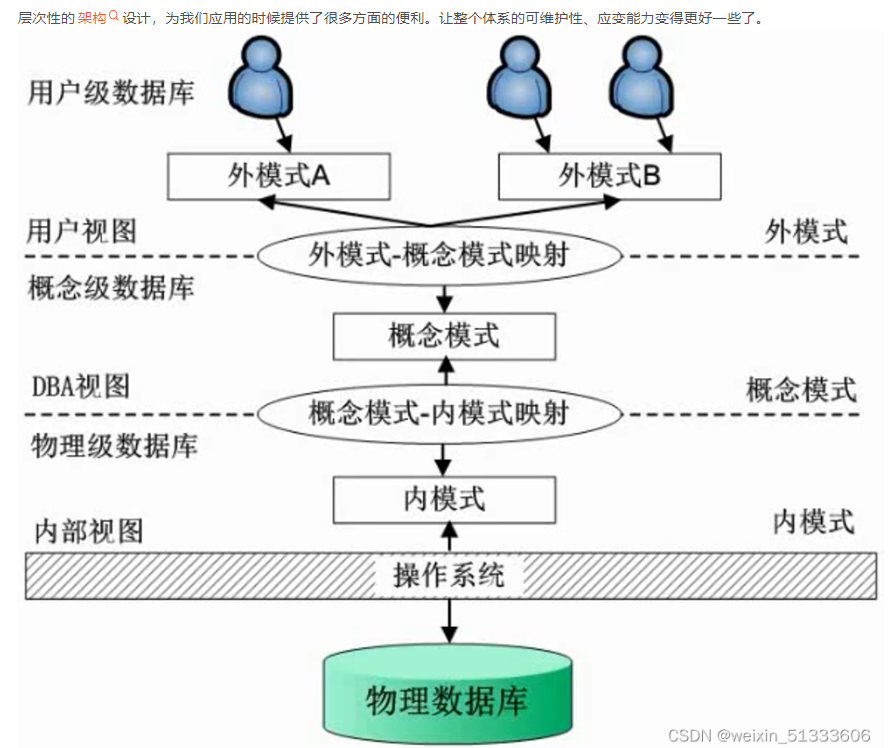 层次性的 架构 设计，为我们应用的时候提供了很多方面的便利。让整个体系的可维护性、应变能力变得更好一些了。
用户级数据库
外模式A
外模式B
用户视图
外模式-概念模式映射
外模式
概念级数据库
概念模式
DBA视图
概念模式-内模式映射
概念模式
物理级数据库
内模式
内部视图
内模式
操作系统
物理数据库
CSDN @weixin_51333606